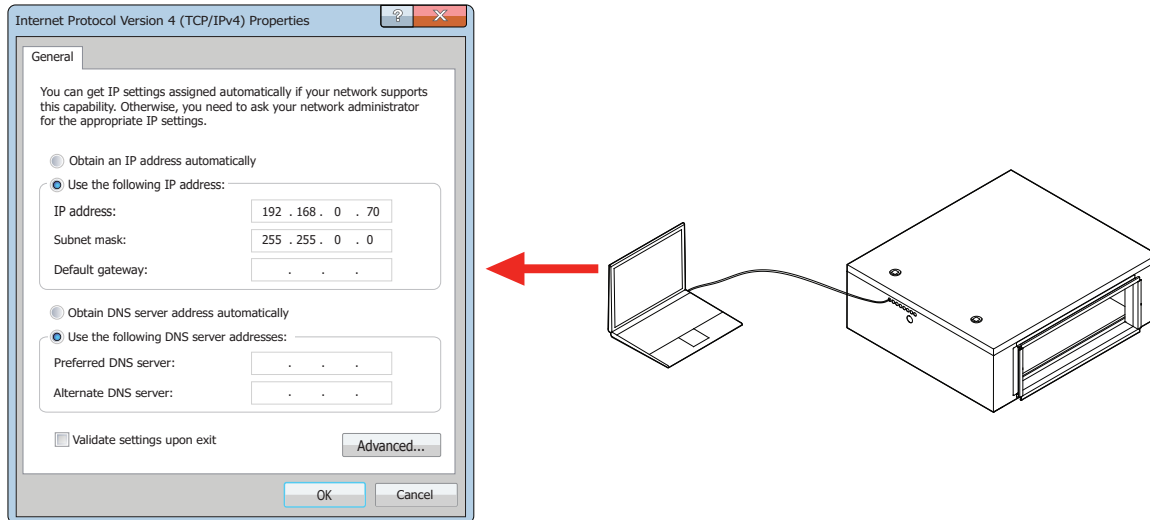 Internet Protocol Version 4 (TCP/IPv4) Properties
?
General
You can get IP settings assigned automatically if your network supports
this capability. Otherwise, you need to ask your network administrator
for the appropriate IP settings.
Obtain an IP address automatically
Use the following IP address:
IP address: 192 . 168 . 0 . 70
Subnet mask: 255 . 255 . 0 . 0
Default gateway: . . .
Obtain DNS server address automatically
Use the following DNS server addresses:
Preferred DNS server: . . .
Alternate DNS server: . . .
Validate settings upon exit
Advanced...
OK Cancel